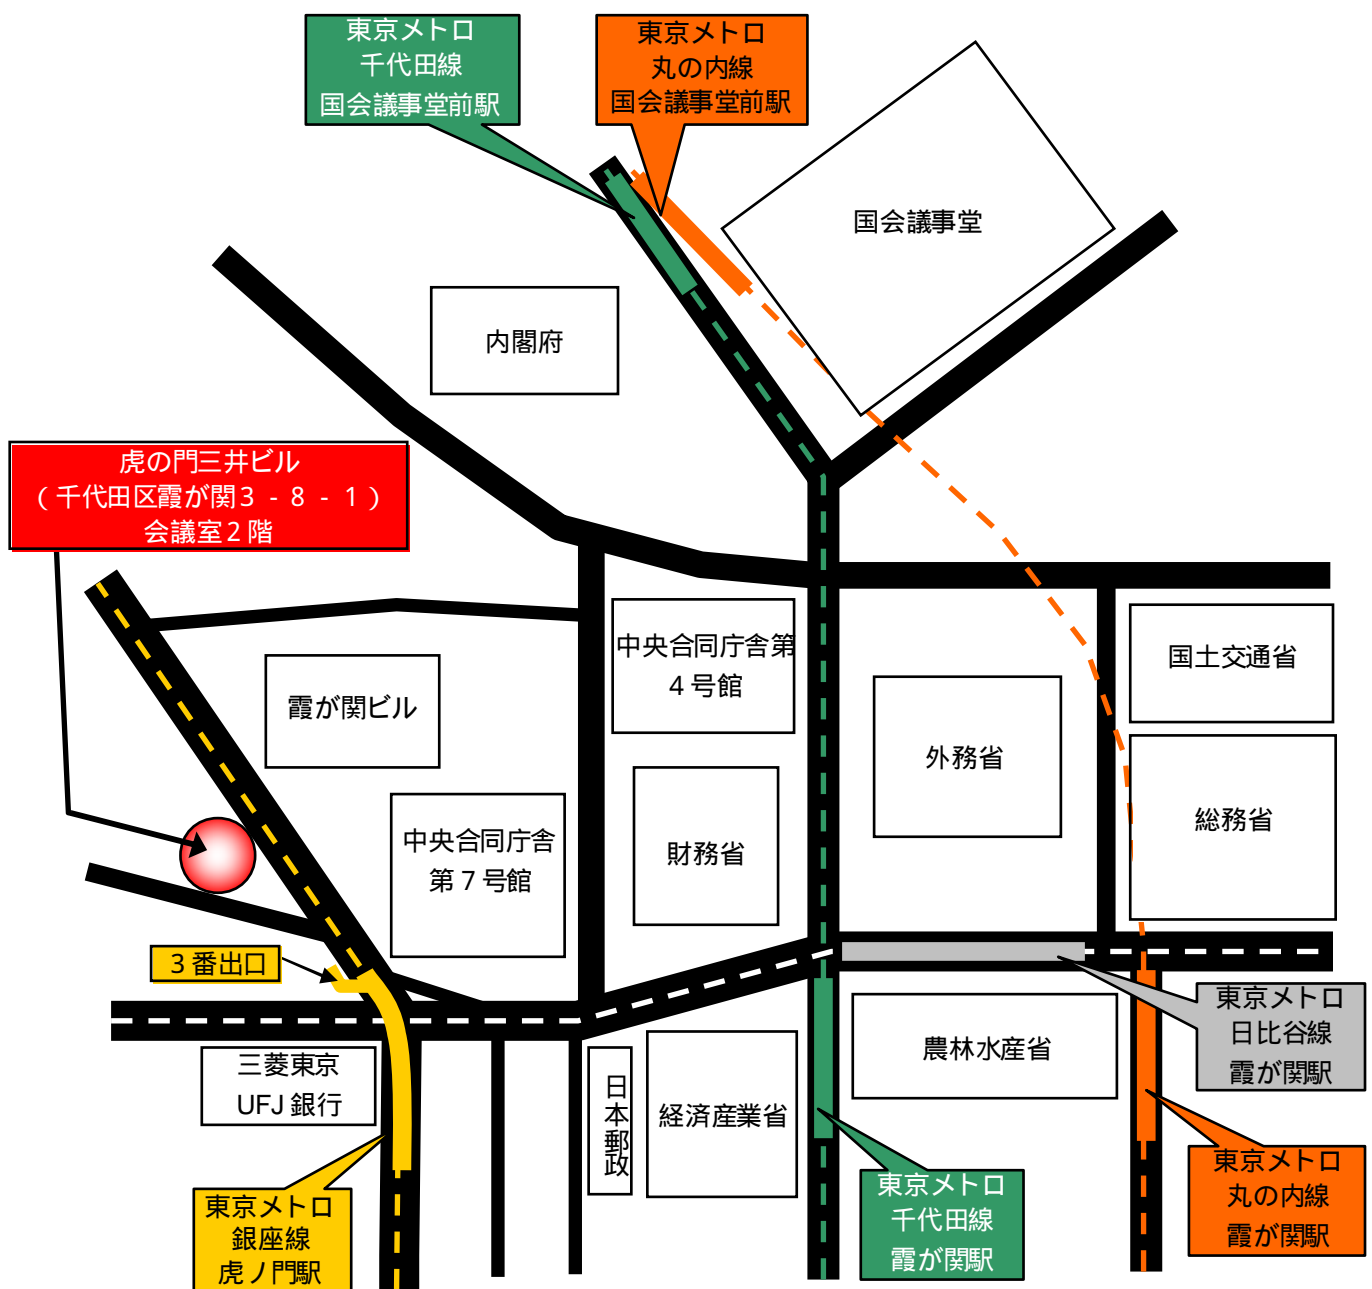 東京メトロ
千代田線
国会議事堂前駅
東京メトロ
丸の内線
国会議事堂前駅
国会議事堂
内閣府
虎の門三井ビル
（千代田区霞が関３‐８‐１）
会議室２階
中央合同庁舎第
４号館
国土交通省
霞が関ビル
外務省
総務省
中央合同庁舎
第７号館
財務省
３番出口
東京メトロ
日比谷線
霞が関駅
農林水産省
三菱東京
UFJ銀行
日本郵政
経済産業省
東京メトロ
丸の内線
霞が関駅
東京メトロ
千代田線
霞が関駅
東京メトロ
銀座線
虎ノ門駅